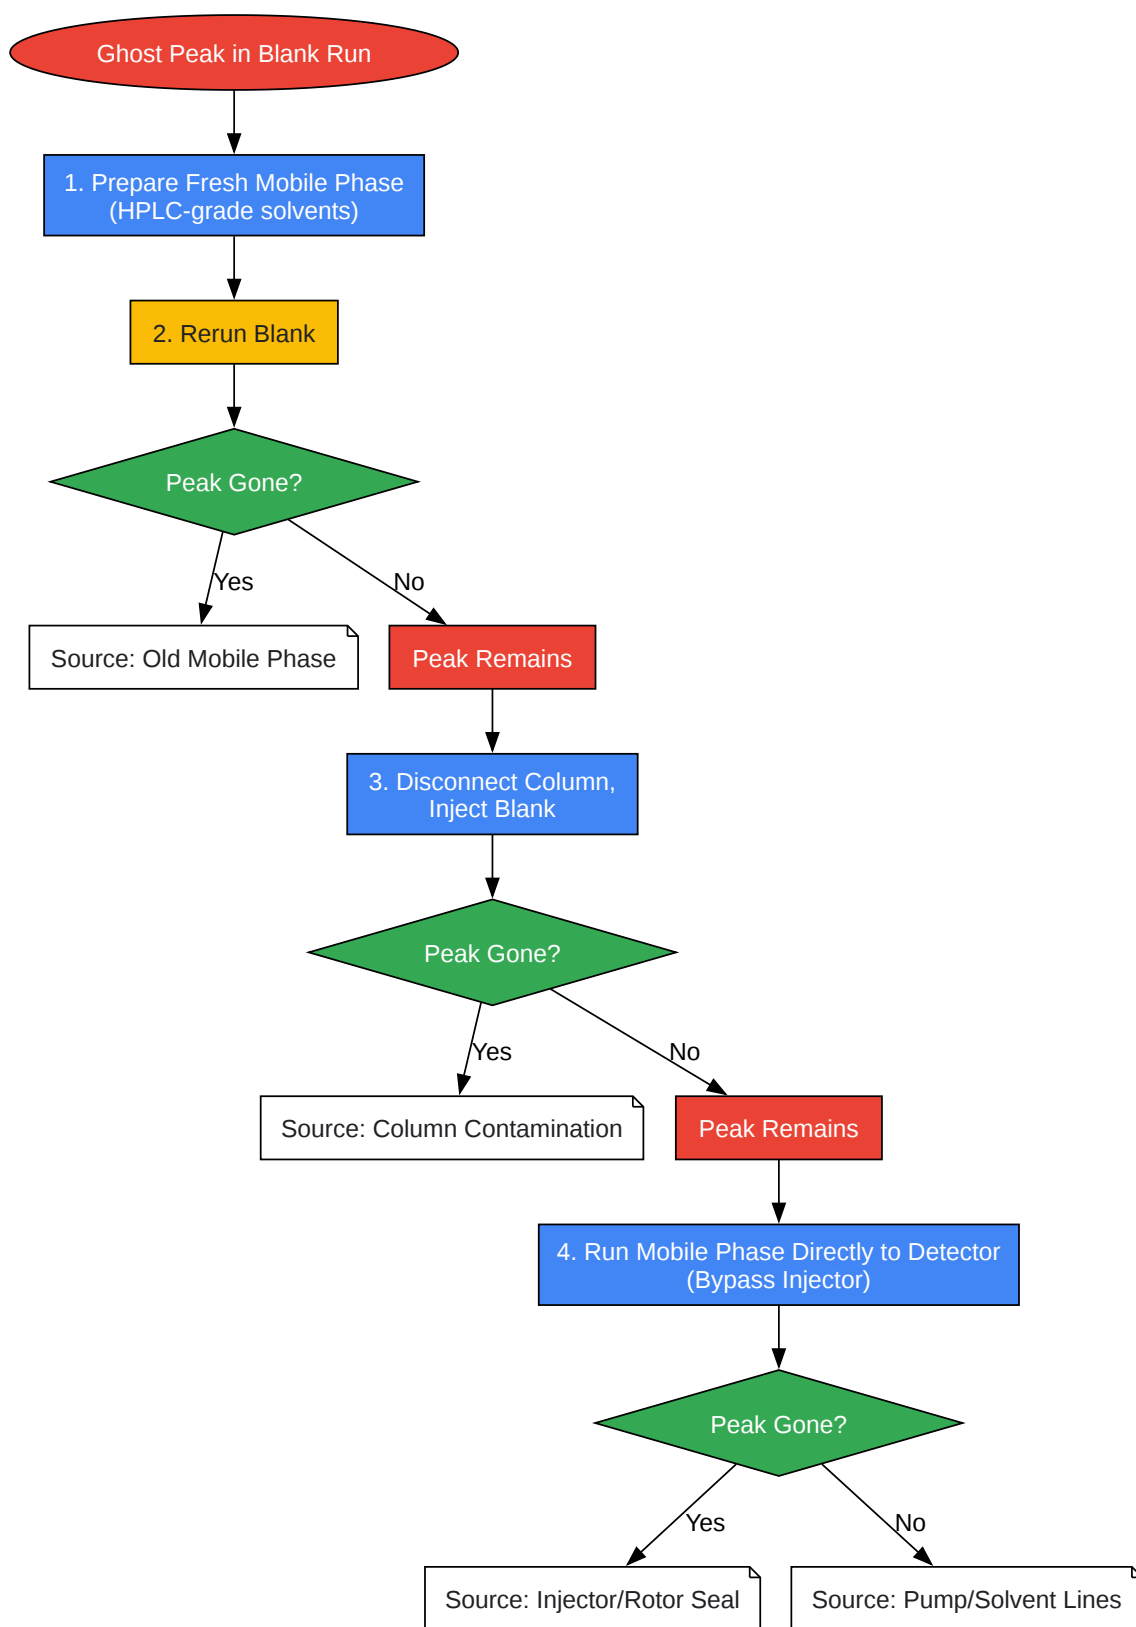 Ghost Peak in Blank Run
1. Prepare Fresh Mobile Phase
(HPLC-grade solvents)
2. Rerun Blank
Peak Gone?
Yes
No
Source: Old Mobile Phase
Peak Remains
3. Disconnect Column,
Inject Blank
Peak Gone?
Yes
No
Source: Column Contamination
Peak Remains
4. Run Mobile Phase Directly to Detector
(Bypass Injector)
Peak Gone?
Yes
No
Source: Injector/Rotor Seal
Source: Pump/Solvent Lines